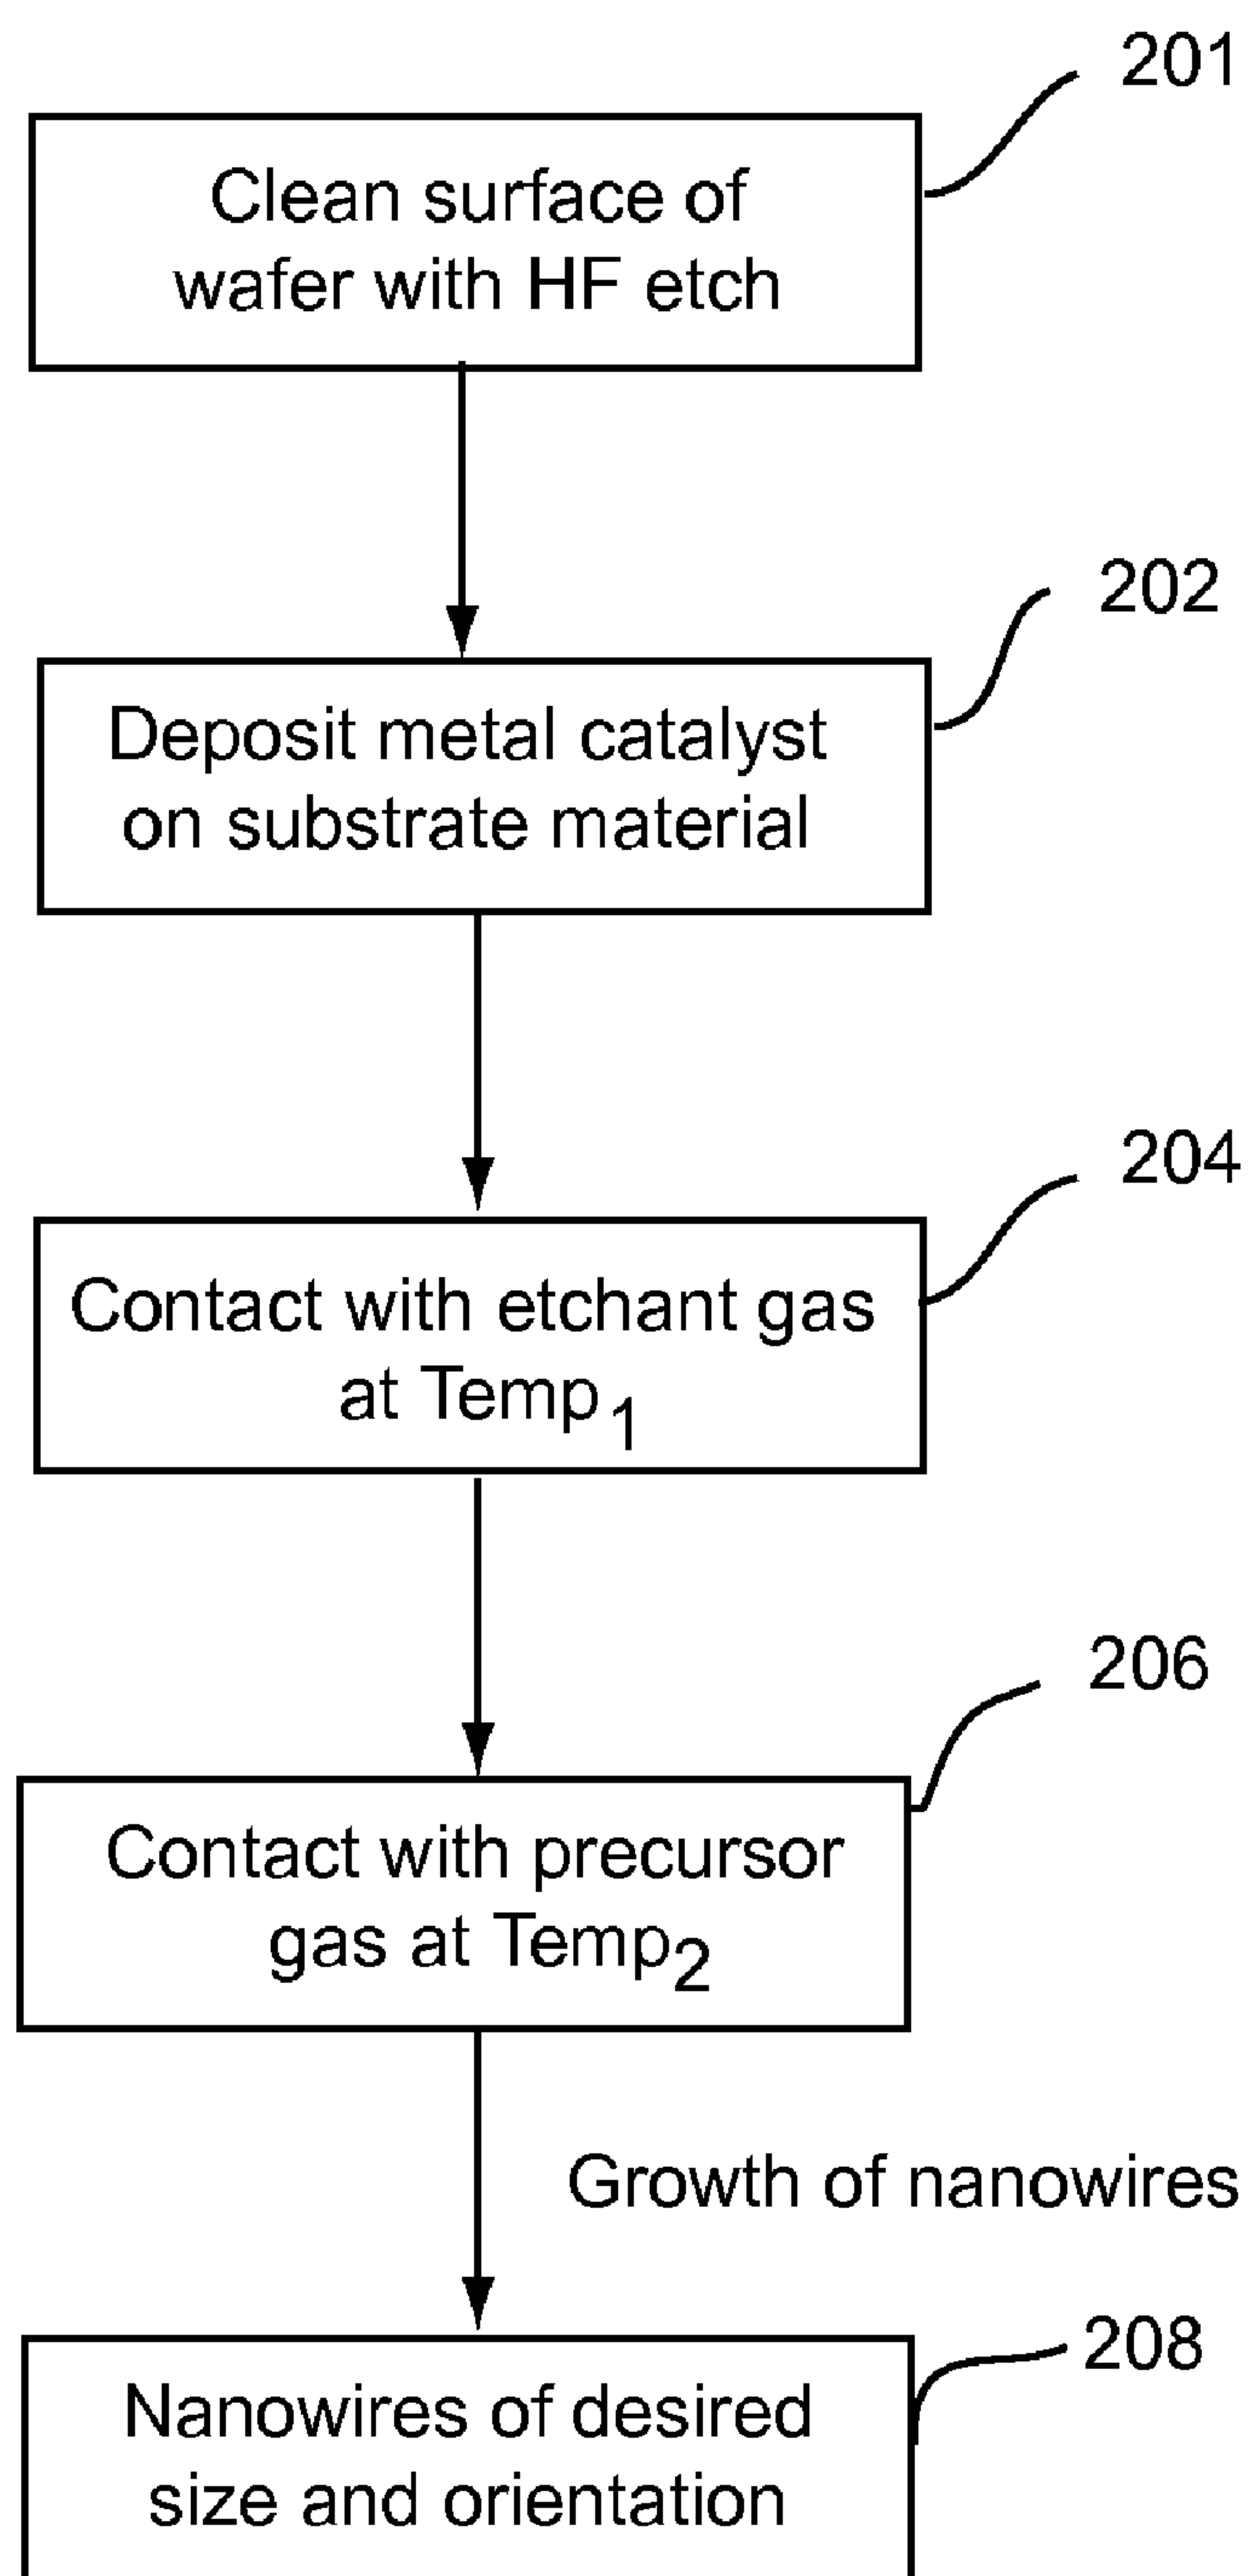 201
Clean surface of
wafer with HF etch
202
Deposit metal catalyst
on substrate material
204
Contact with etchant gas
at Temp1
206
Contact with precursor
gas at Temp2
Growth of nanowires
208
Nanowires of desired
size and orientation